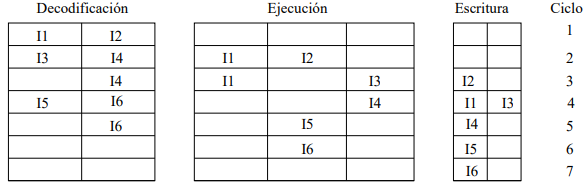 Decodificación Ejecución Escritura Ciclo
I1 I2 1
I3 I4 I1 I2 2
I4 I1 I3 I2 3
I5 I6 I4 I1 I3 4
I6 I5 I4 5
I6 I5 6
I6 7